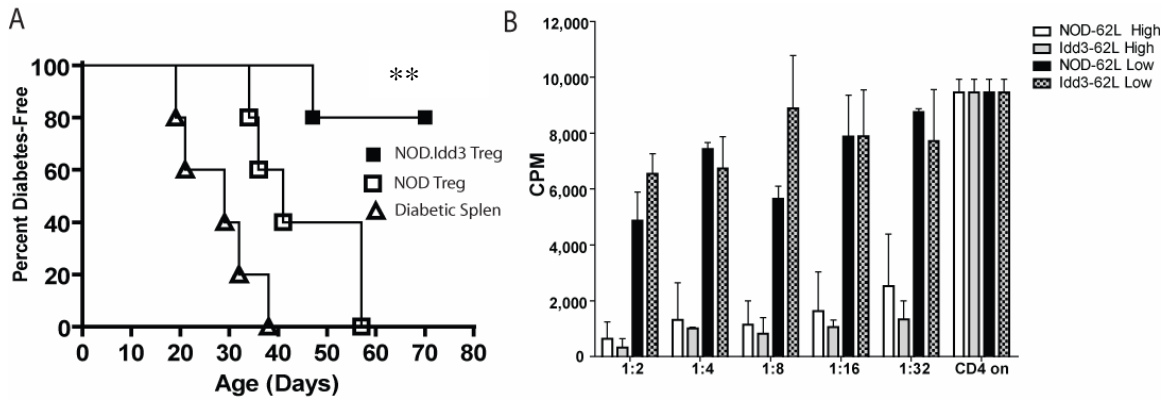 A
Percent Diabetes-Free
100
80
60
40
20
0
0 10 20 30 40 50 60 70 80
Age (Days)
**
NOD.Idd3 Treg
NOD Treg
Diabetic Splen
B
CPM
12,000
10,000
8,000
6,000
4,000
2,000
0
1:2 1:4 1:8 1:16 1:32 CD4 on
NOD-62L High
Idd3-62L High
NOD-62L Low
Idd3-62L Low